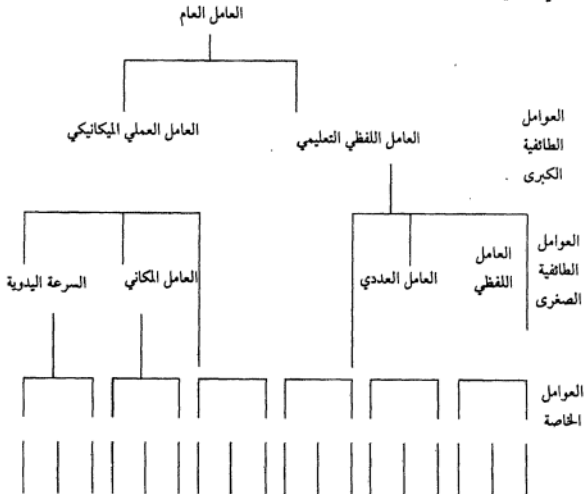 العامل العام
العوامل
الطائفية
الكبرى
العامل اللفظي التعليمي
العامل العملي الميكانيكي
العوامل
الطائفية
الصغرى
العامل
اللفظي
العامل العددي
العامل المكاني
السرعة اليدوية
العوامل
الخاصة